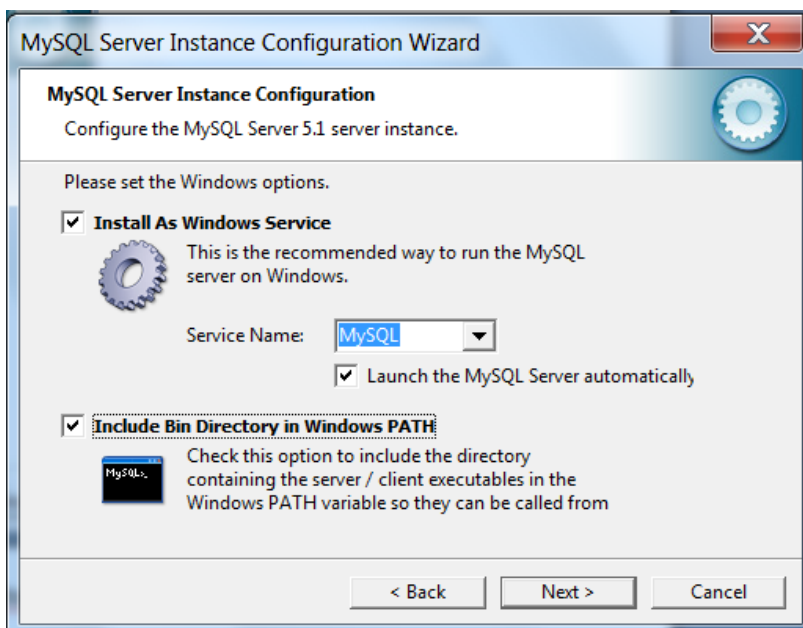 MySQL Server Instance Configuration Wizard
MySQL Server Instance Configuration
Configure the MySQL Server 5.1 server instance.
Please set the Windows options.
Install As Windows Service
This is the recommended way to run the MySQL
server on Windows.
Service Name: MySQL
Launch the MySQL Server automatically
Include Bin Directory in Windows PATH
MySQL>_
Check this option to include the directory
containing the server / client executables in the
Windows PATH variable so they can be called from
< Back Next > Cancel